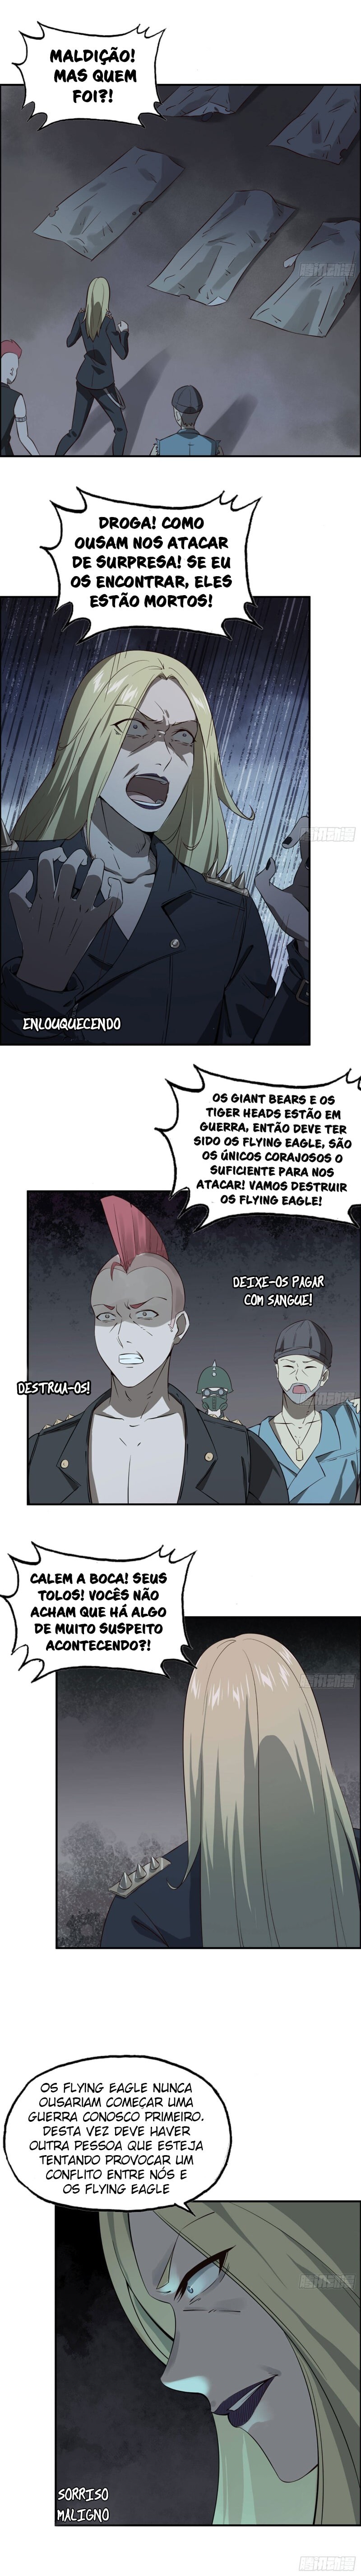 MALDIÇÃO!
MAS QUEM
FOI?!
DROGA! COMO
OUSAM NOS ATACAR
DE SURPRESA! SE EU
OS ENCONTRAR, ELES
ESTÃO MORTOS!
ENLOUQUECENDO
OS GIANT BEARS E OS
TIGER HEADS ESTÃO EM
GUERRA, ENTÃO DEVE TER
SIDO OS FLYING EAGLE, SÃO
OS ÚNICOS CORAJOSOS O
SUFICIENTE PARA NOS
ATACAR! VAMOS DESTRUIR
OS FLYING EAGLE!
DEIXE-OS PAGAR
COM SANGUE!
DESTRUA-OS!
CALEM A BOCA! SEUS
TOLOS! VOCÊS NÃO
ACHAM QUE HÁ ALGO
DE MUITO SUSPEITO
ACONTECENDO?!
OS FLYING EAGLE NUNCA
OUSARIAM COMEÇAR UMA
GUERRA CONOSCO PRIMEIRO.
DESTA VEZ DEVE HAVER
OUTRA PESSOA QUE ESTEJA
TENTANDO PROVOCAR UM
CONFLITO ENTRE NÓS E
OS FLYING EAGLE
SORRISO
MALIGNO